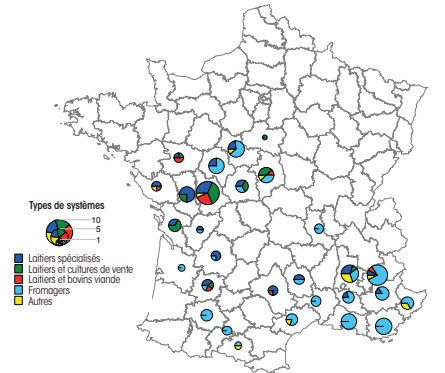 Types de systèmes
10
5
1
Laitiers spécialisés
Laitiers et cultures de vente
Laitiers et bovins viande
Fromagers
Autres